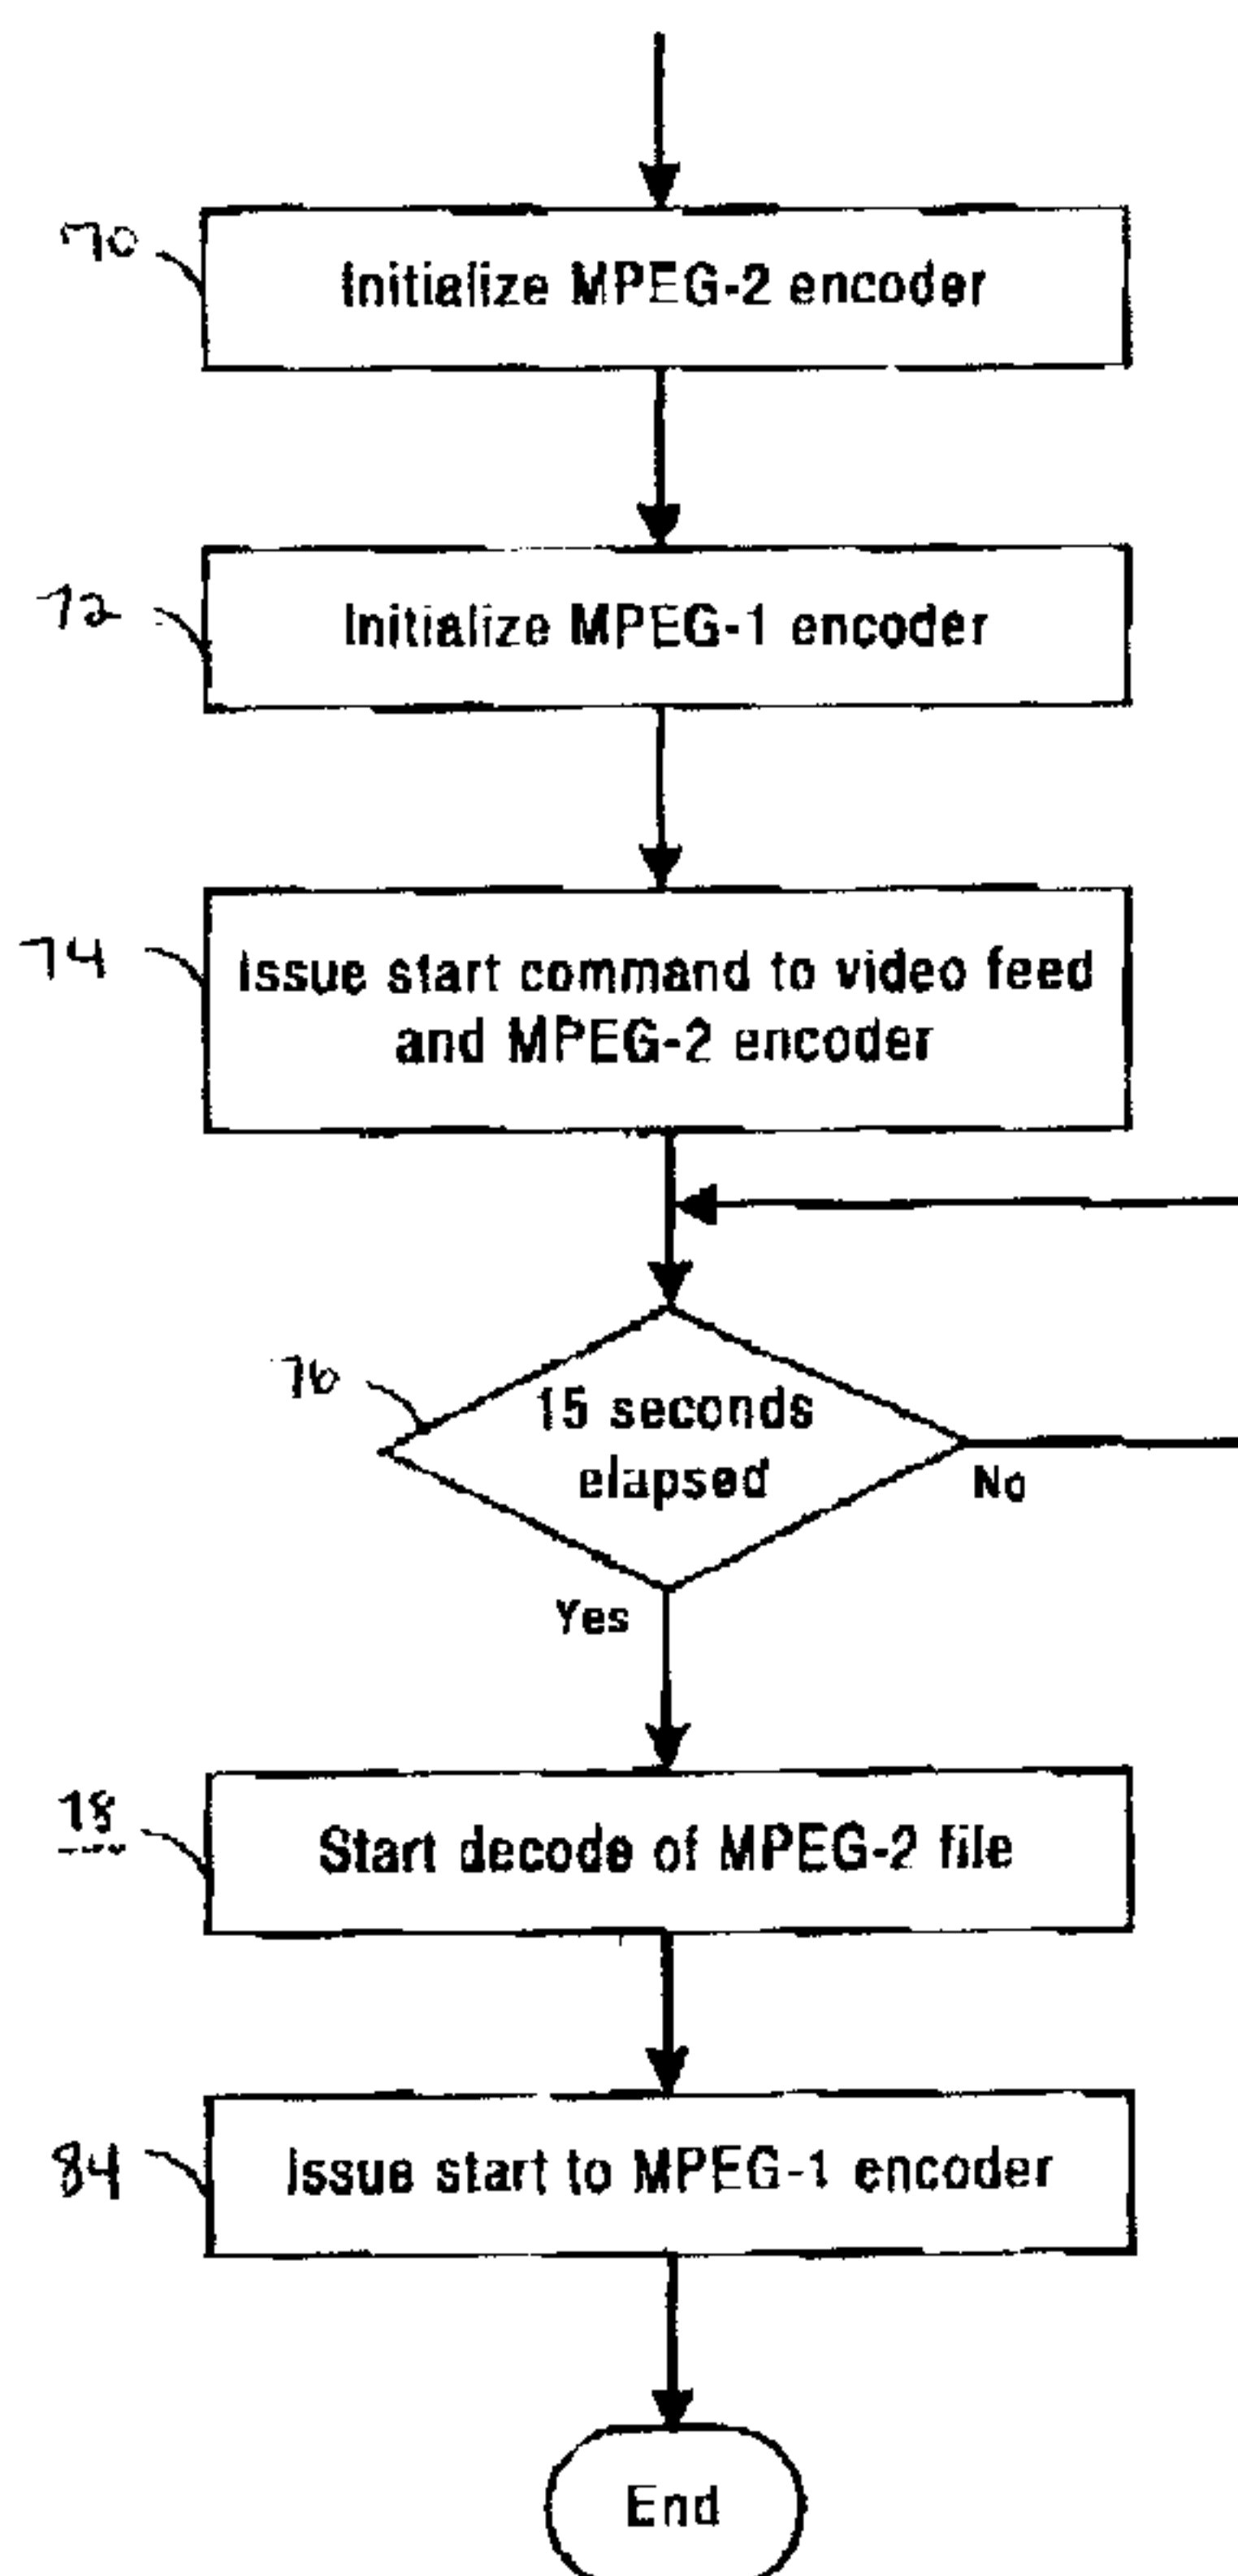 70
Initialize MPEG-2 encoder
72
Initialize MPEG-1 encoder
74
Issue start command to video feed
and MPEG-2 encoder
76
15 seconds
elapsed
No
Yes
78
Start decode of MPEG-2 file
84
Issue start to MPEG-1 encoder
End